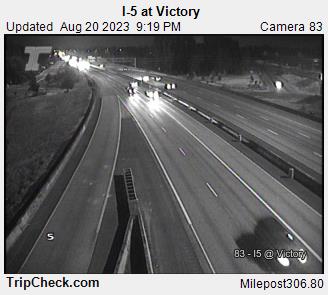 I-5 at Victory
Updated Aug 20 2023 9:19 PM Camera 83
T
5
83 - I5 @ Victory
TripCheck.com Milepost306.80